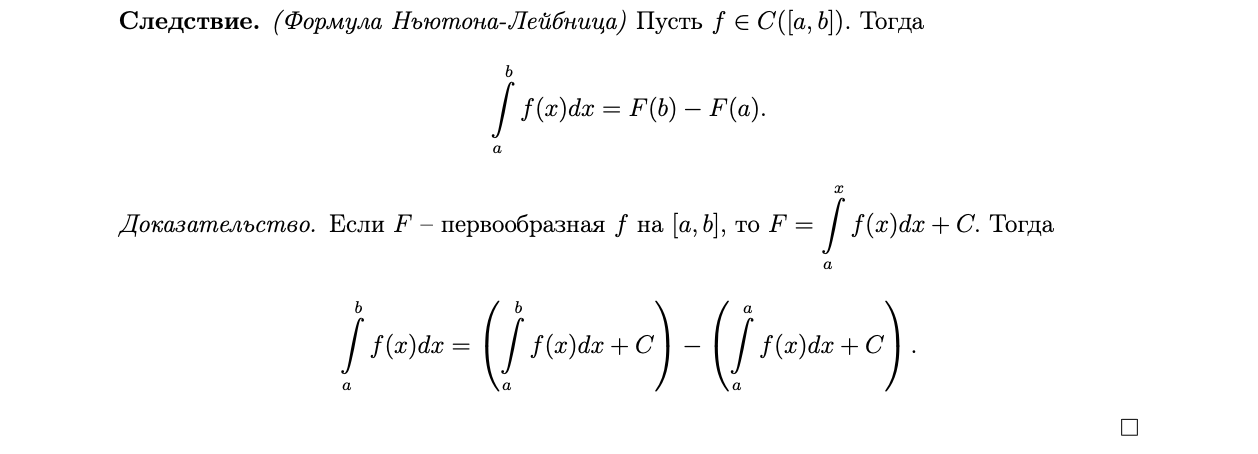 Следствие. (Формула Ньютона-Лейбница) Пусть f ∈ C([a, b]). Тогда
∫_a^b f(x)dx = F(b) − F(a).
Доказательство. Если F – первообразная f на [a, b], то F = ∫_a^x f(x)dx + C. Тогда
∫_a^b f(x)dx = (∫_a^b f(x)dx + C) − (∫_a^a f(x)dx + C).
□